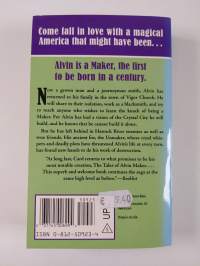 Come fall in love with a magical
America that might have been. . .
Alvin is a Maker, the first
to be born in a century.
Now a grown man and a journeyman smith, Alvin has
returned to his family in the town of Vigor Church. He
will share in their isolation, work as a blacksmith, and try
to teach anyone who wishes to learn the knack of being
a Maker. For Alvin has had a vision of the Crystal City he will
build, and he knows that he cannot build it alone.
But he has left behind in Hatrack River enemies as well as
true friends. His ancient foe, the Unmaker, whose cruel whis-
pers and deadly plots have threatened Alvin's life at every turn,
has found new hands to do his work of destruction.
"At long last, Card returns to what promises to be his
most notable creation, The Tales of Alvin Maker. . . .
This superb and welcome book continues the saga at
the same high level as before." —Booklist
50925
€ 9.40
UP
ISBN 0-812-50923-4